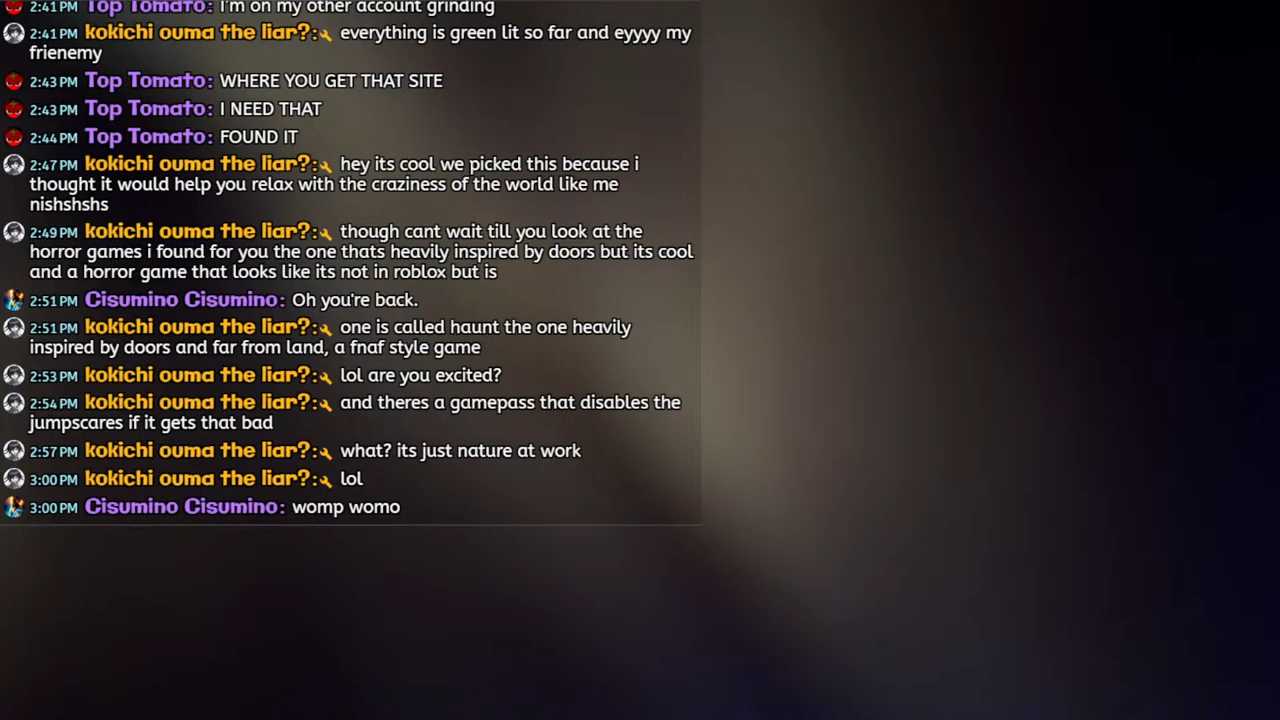 2:41 PM Top Tomato: I'm on my other account grinding
2:41 PM kokichi ouma the liar?: everything is green lit so far and eyyyy my
frienemy
2:43 PM Top Tomato: WHERE YOU GET THAT SITE
2:43 PM Top Tomato: I NEED THAT
2:44 PM Top Tomato: FOUND IT
2:47 PM kokichi ouma the liar?: hey its cool we picked this because i
thought it would help you relax with the craziness of the world like me
nishshshs
2:49 PM kokichi ouma the liar?: though cant wait till you look at the
horror games i found for you the one thats heavily inspired by doors but its cool
and a horror game that looks like its not in roblox but is
2:51 PM Cisumino Cisumino: Oh you're back.
2:51 PM kokichi ouma the liar?: one is called haunt the one heavily
inspired by doors and far from land, a fnaf style game
2:53 PM kokichi ouma the liar?: lol are you excited?
2:54 PM kokichi ouma the liar?: and theres a gamepass that disables the
jumpscares if it gets that bad
2:57 PM kokichi ouma the liar?: what? its just nature at work
3:00 PM kokichi ouma the liar?: lol
3:00 PM Cisumino Cisumino: womp womo